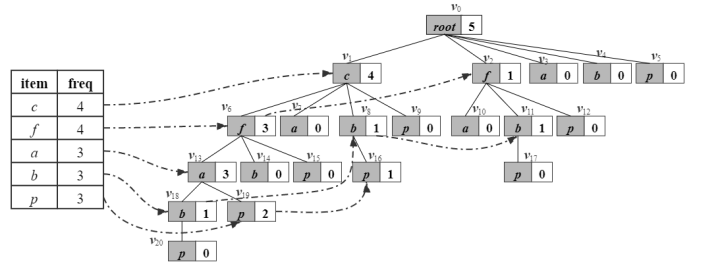 v0
root 5
v1 v2 v3 v4 v5
c 4 f 1 a 0 b 0 p 0
item freq
c 4
f 4
a 3
b 3
p 3
v6 v7 v8 v9 v10 v11 v12
f 3 a 0 b 1 p 0 a 0 b 1 p 0
v13 v14 v15 v16 v17
a 3 b 0 p 0 p 1 p 0
v18 v19
b 1 p 2
v20
p 0